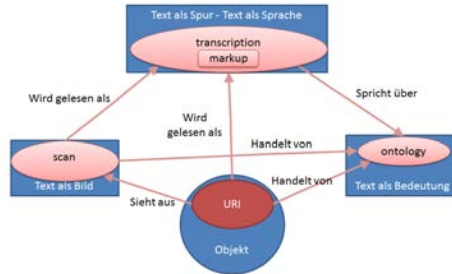 Text als Spur - Text als Sprache
transcription
markup
Wird gelesen als
Wird
gelesen als
Spricht über
scan
Handelt von
ontology
Text als Bild
Sieht aus
URI
Handelt von
Text als Bedeutung
Objekt